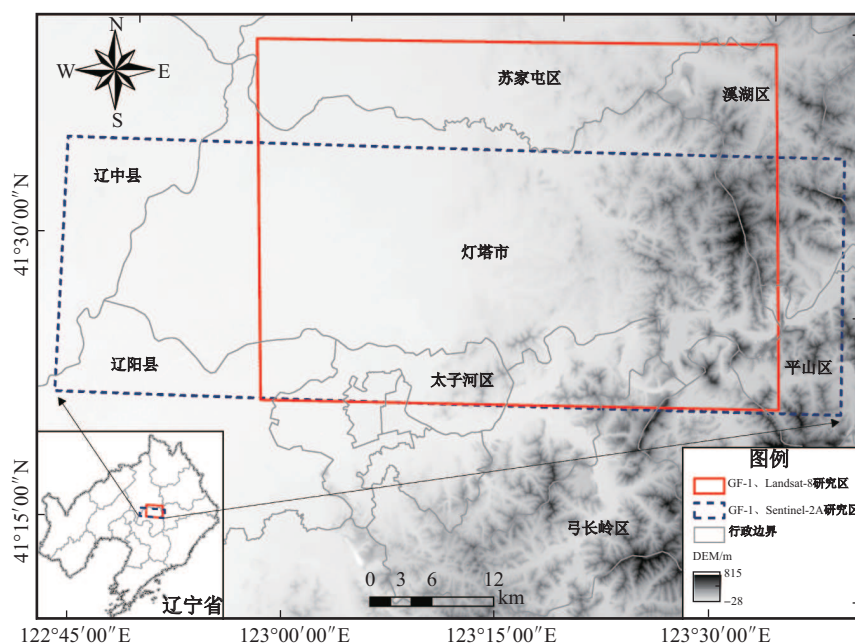 N
W E
S
苏家屯区
溪湖区
辽中县
灯塔市
辽阳县
太子河区
平山区
弓长岭区
41°30′00″N
41°15′00″N
辽宁省
0 3 6 12
km
图例
GF-1、Landsat-8研究区
GF-1、Sentinel-2A研究区
行政边界
DEM/m
815
-28
122°45′00″E 123°00′00″E 123°15′00″E 123°30′00″E